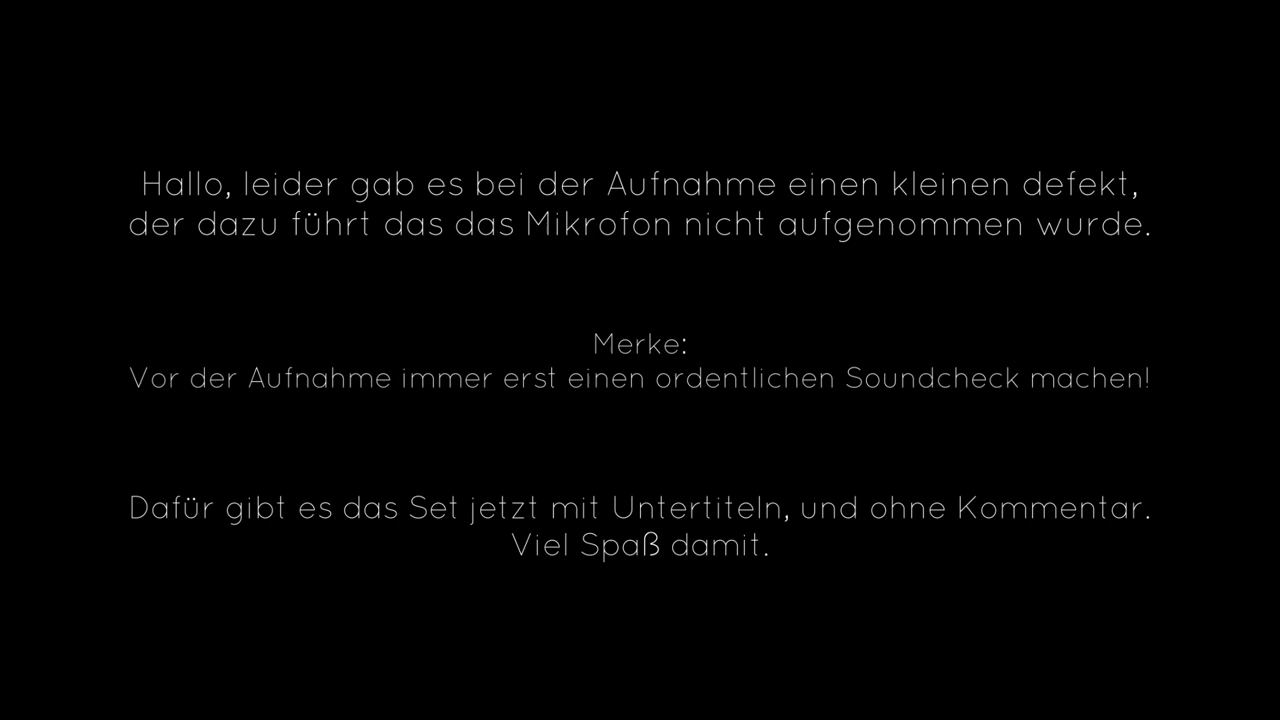 Hallo, leider gab es bei der Aufnahme einen kleinen defekt,
der dazu führt das das Mikrofon nicht aufgenommen wurde.
Merke:
Vor der Aufnahme immer erst einen ordentlichen Soundcheck machen!
Dafür gibt es das Set jetzt mit Untertiteln, und ohne Kommentar.
Viel Spaß damit.